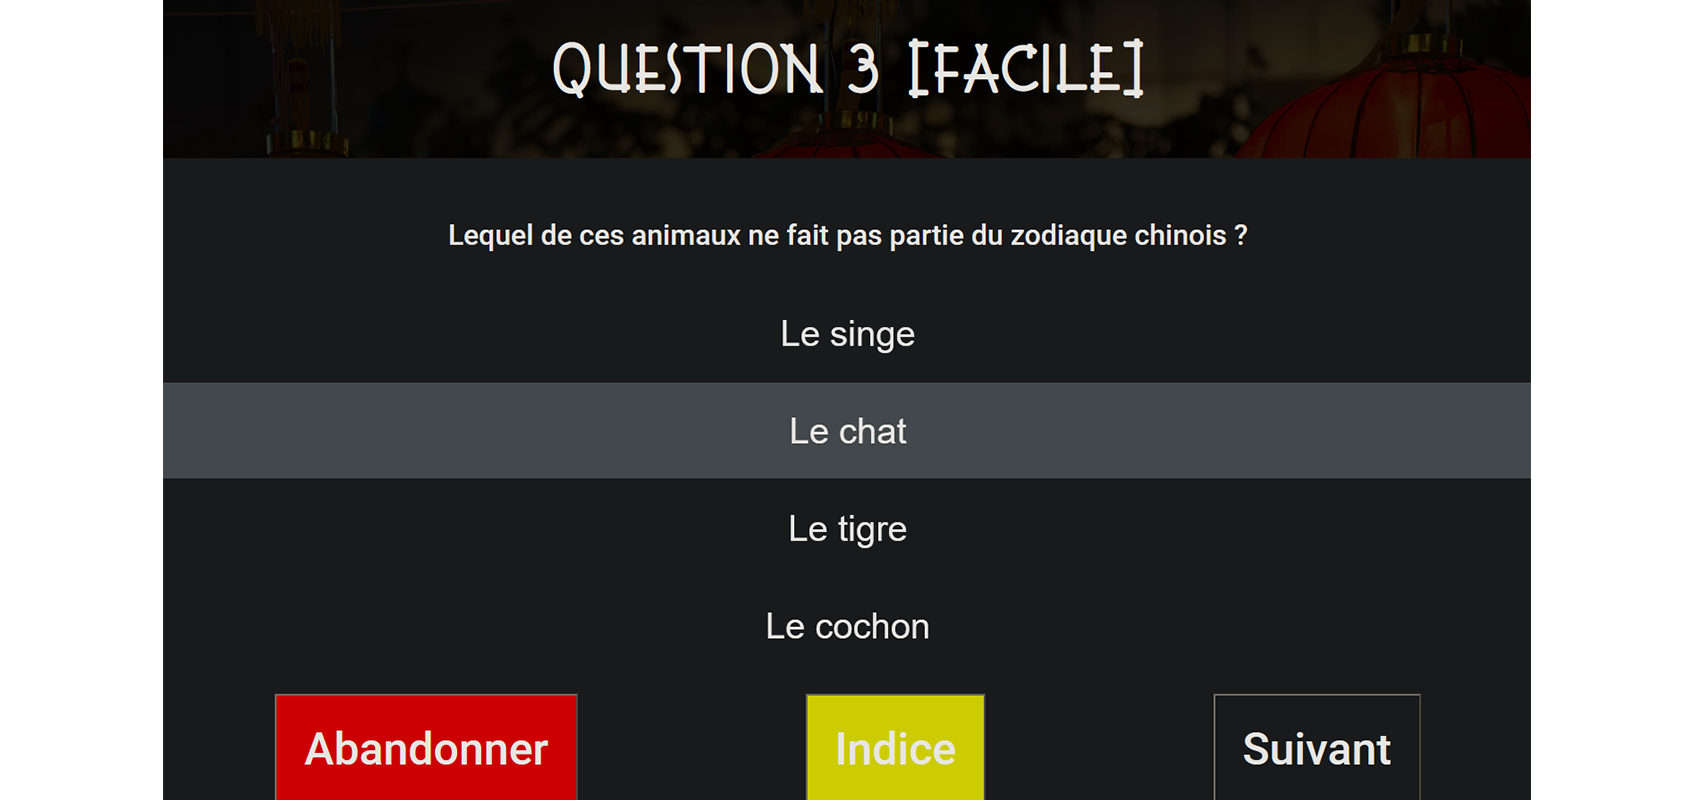 QUESTION 3 [FACILE]
Lequel de ces animaux ne fait pas partie du zodiaque chinois ?
Le singe
Le chat
Le tigre
Le cochon
Abandonner Indice Suivant